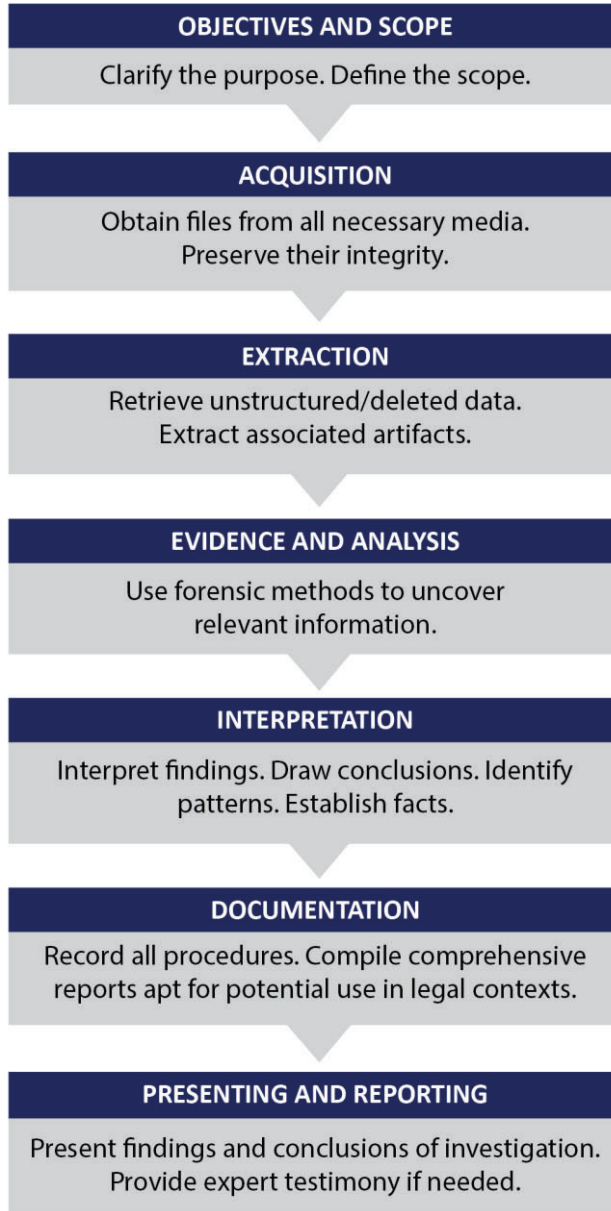 OBJECTIVES AND SCOPE
Clarify the purpose. Define the scope.
ACQUISITION
Obtain files from all necessary media.
Preserve their integrity.
EXTRACTION
Retrieve unstructured/deleted data.
Extract associated artifacts.
EVIDENCE AND ANALYSIS
Use forensic methods to uncover
relevant information.
INTERPRETATION
Interpret findings. Draw conclusions. Identify
patterns. Establish facts.
DOCUMENTATION
Record all procedures. Compile comprehensive
reports apt for potential use in legal contexts.
PRESENTING AND REPORTING
Present findings and conclusions of investigation.
Provide expert testimony if needed.